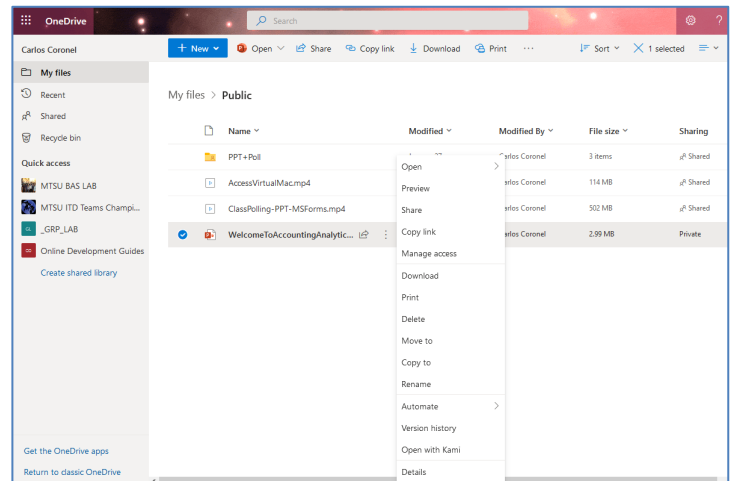 OneDrive
Search
?
Carlos Coronel
+ New
Open
Share
Copy link
Download
Print
...
Sort
1 selected
My files
Recent
Shared
Recycle bin
Quick access
MTSU BAS LAB
MTSU ITD Teams Champi...
_GRP_LAB
Online Development Guides
Create shared library
Get the OneDrive apps
Return to classic OneDrive
My files > Public
Name Modified Modified By File size Sharing
PPT+Poll Carlos Coronel 3 items Shared
AccessVirtualMac.mp4 arlos Coronel 114 MB Shared
ClassPolling-PPT-MSForms.mp4 arlos Coronel 502 MB Shared
WelcomeToAccountingAnalytic... arlos Coronel 2.99 MB Private
Open
Preview
Share
Copy link
Manage access
Download
Print
Delete
Move to
Copy to
Rename
Automate
Version history
Open with Kami
Details